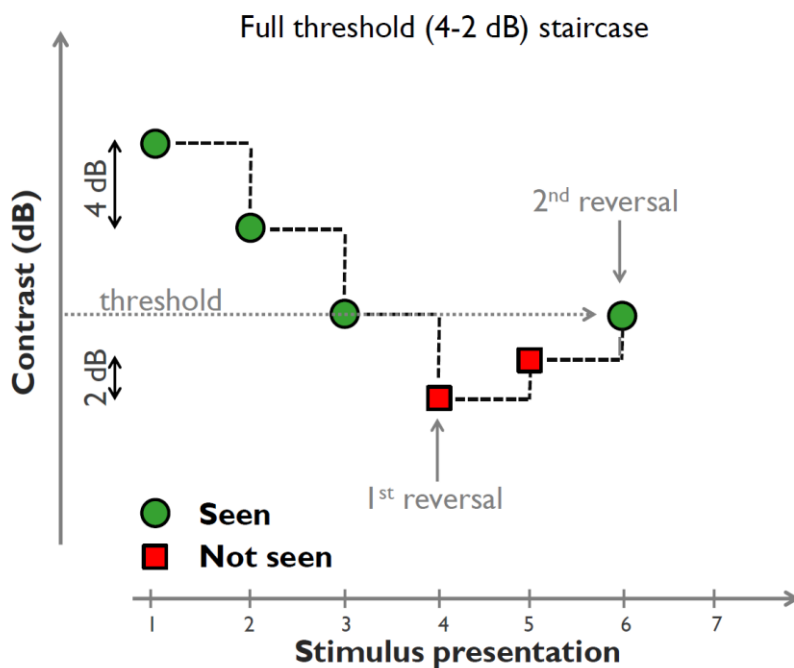 Full threshold (4-2 dB) staircase
Contrast (dB)
4 dB
2nd reversal
threshold
2 dB
1st reversal
Seen
Not seen
1 2 3 4 5 6 7
Stimulus presentation